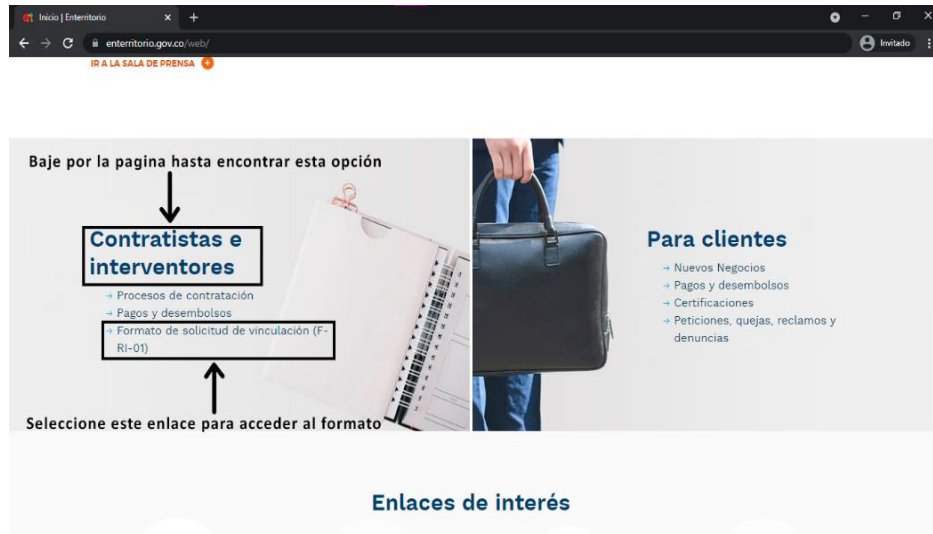 Inicio | Enterritorio
enterritorio.gov.co/web/
Invitado
IR A LA SALA DE PRENSA
Baje por la pagina hasta encontrar esta opción
Contratistas e
interventores
Procesos de contratación
Pagos y desembolsos
Formato de solicitud de vinculación (F-
RI-01)
Seleccione este enlace para acceder al formato
Para clientes
Nuevos Negocios
Pagos y desembolsos
Certificaciones
Peticiones, quejas, reclamos y
denuncias
Enlaces de interés